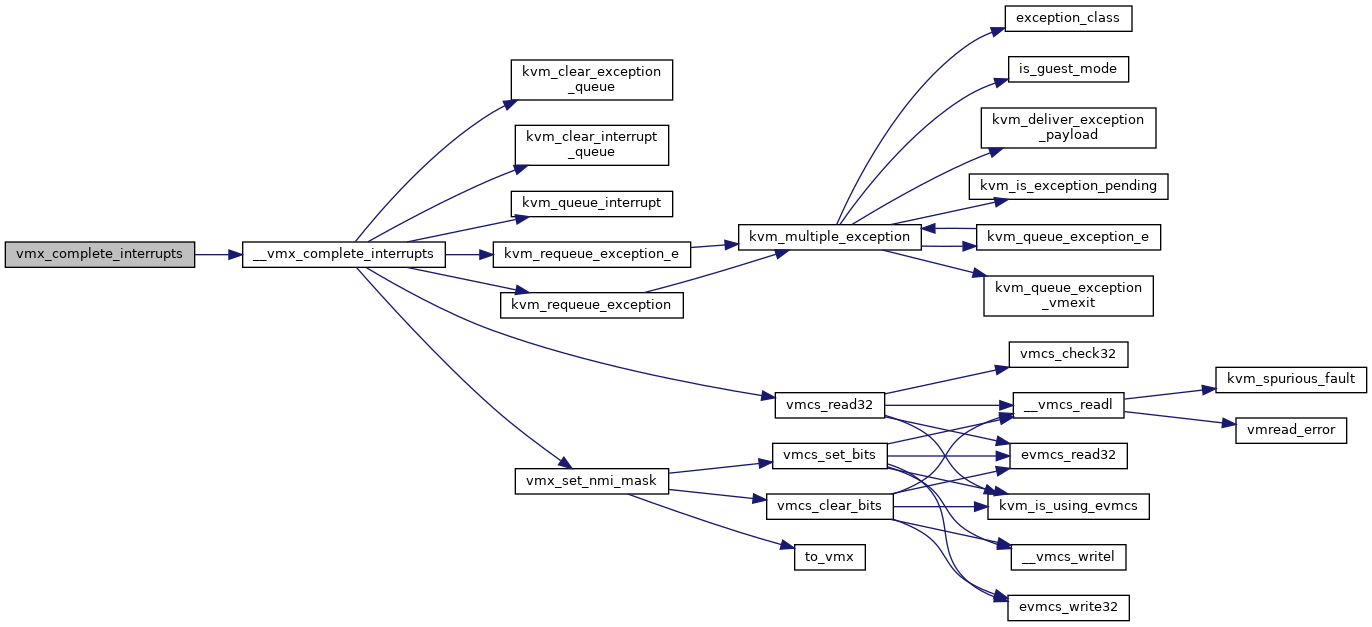 vmx_complete_interrupts
__vmx_complete_interrupts
kvm_clear_exception
_queue
kvm_clear_interrupt
_queue
kvm_queue_interrupt
kvm_requeue_exception_e
kvm_requeue_exception
kvm_multiple_exception
exception_class
is_guest_mode
kvm_deliver_exception
_payload
kvm_is_exception_pending
kvm_queue_exception_e
kvm_queue_exception
_vmexit
vmcs_read32
vmcs_check32
__vmcs_readl
kvm_spurious_fault
vmread_error
evmcs_read32
kvm_is_using_evmcs
vmx_set_nmi_mask
vmcs_set_bits
vmcs_clear_bits
to_vmx
__vmcs_writel
evmcs_write32